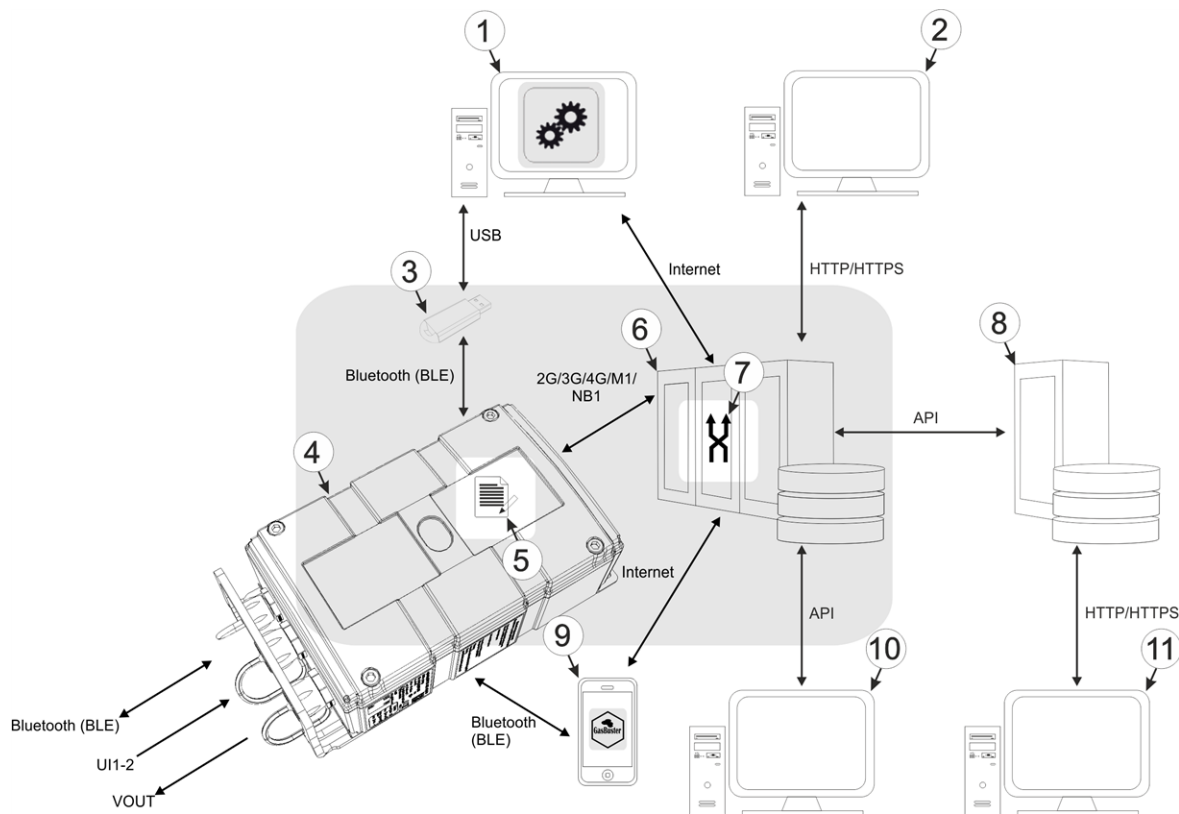 1
2
USB
3
Internet
HTTP/HTTPS
6
8
Bluetooth (BLE)
2G/3G/4G/M1/
NB1
7
API
4
5
Internet
API
HTTP/HTTPS
9
10
11
Bluetooth (BLE)
Bluetooth
(BLE)
GasBuster
UI1-2
VOUT